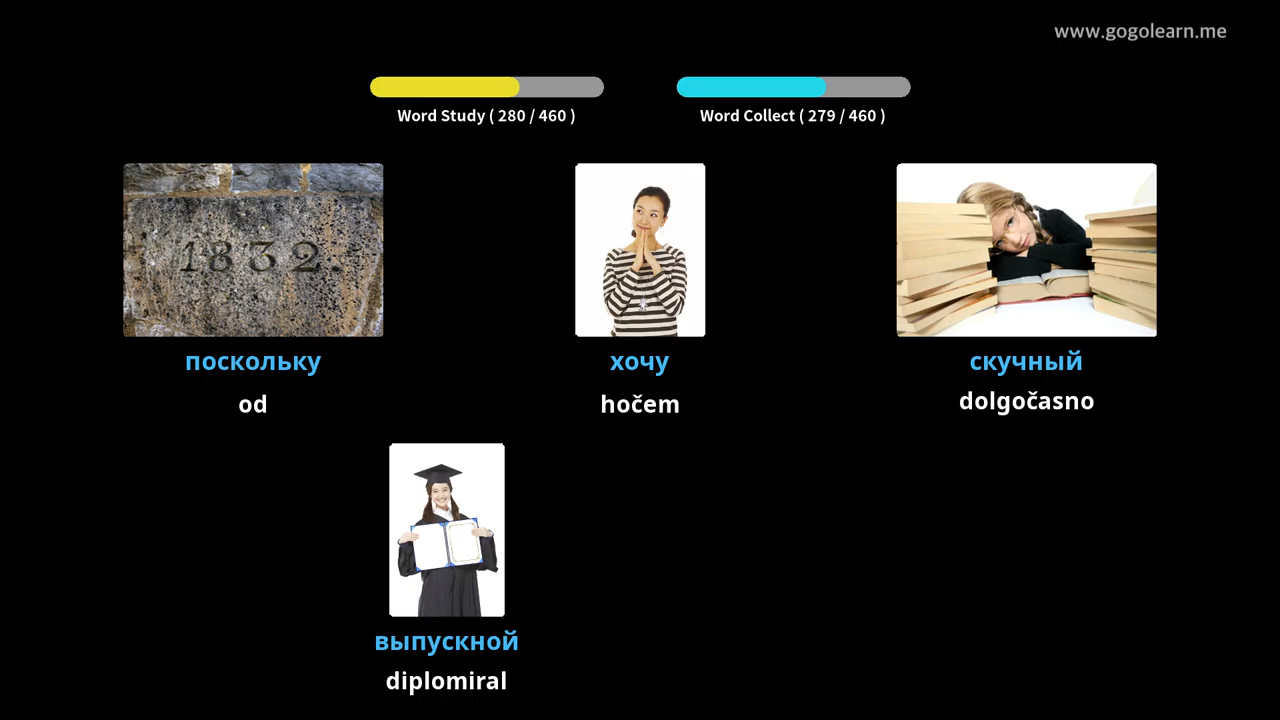 www.gogolearn.me
Word Study ( 280 / 460 )
Word Collect ( 279 / 460 )
1832.
поскольку
od
хочу
hočem
скучный
dolgočasno
выпускной
diplomiral